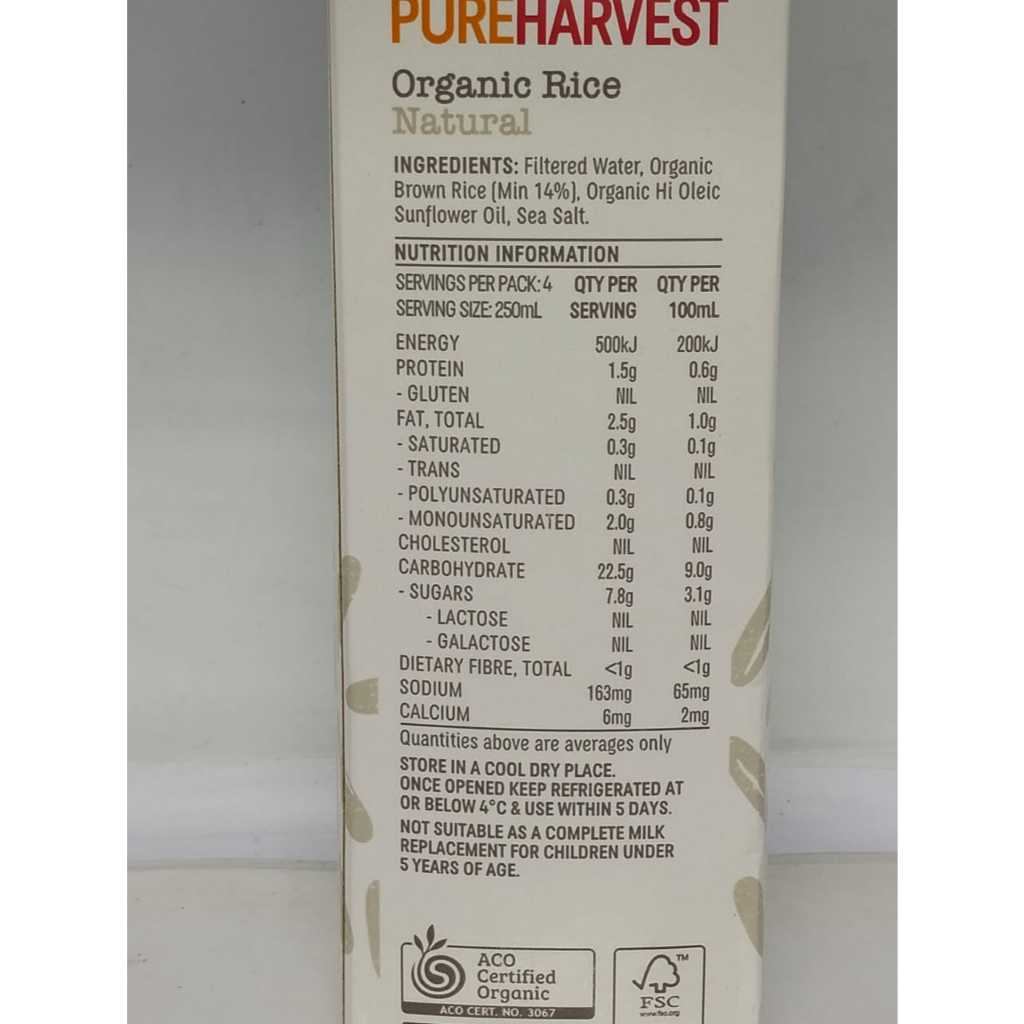 PUREHARVEST
Organic Rice
Natural
INGREDIENTS: Filtered Water, Organic
Brown Rice (Min 14%), Organic Hi Oleic
Sunflower Oil, Sea Salt.
NUTRITION INFORMATION
SERVINGS PER PACK: 4 QTY PER QTY PER
SERVING SIZE: 250mL SERVING 100mL
ENERGY 500kJ 200kJ
PROTEIN 1.5g 0.6g
- GLUTEN NIL NIL
FAT, TOTAL 2.5g 1.0g
- SATURATED 0.3g 0.1g
- TRANS NIL NIL
- POLYUNSATURATED 0.3g 0.1g
- MONOUNSATURATED 2.0g 0.8g
CHOLESTEROL NIL NIL
CARBOHYDRATE 22.5g 9.0g
- SUGARS 7.8g 3.1g
- LACTOSE NIL NIL
- GALACTOSE NIL NIL
DIETARY FIBRE, TOTAL <1g <1g
SODIUM 163mg 65mg
CALCIUM 6mg 2mg
Quantities above are averages only
STORE IN A COOL DRY PLACE.
ONCE OPENED KEEP REFRIGERATED AT
OR BELOW 4°C & USE WITHIN 5 DAYS.
NOT SUITABLE AS A COMPLETE MILK
REPLACEMENT FOR CHILDREN UNDER
5 YEARS OF AGE.
ACO
Certified
Organic
ACO CERT. NO. 3067
TM
FSC
www.fsc.org